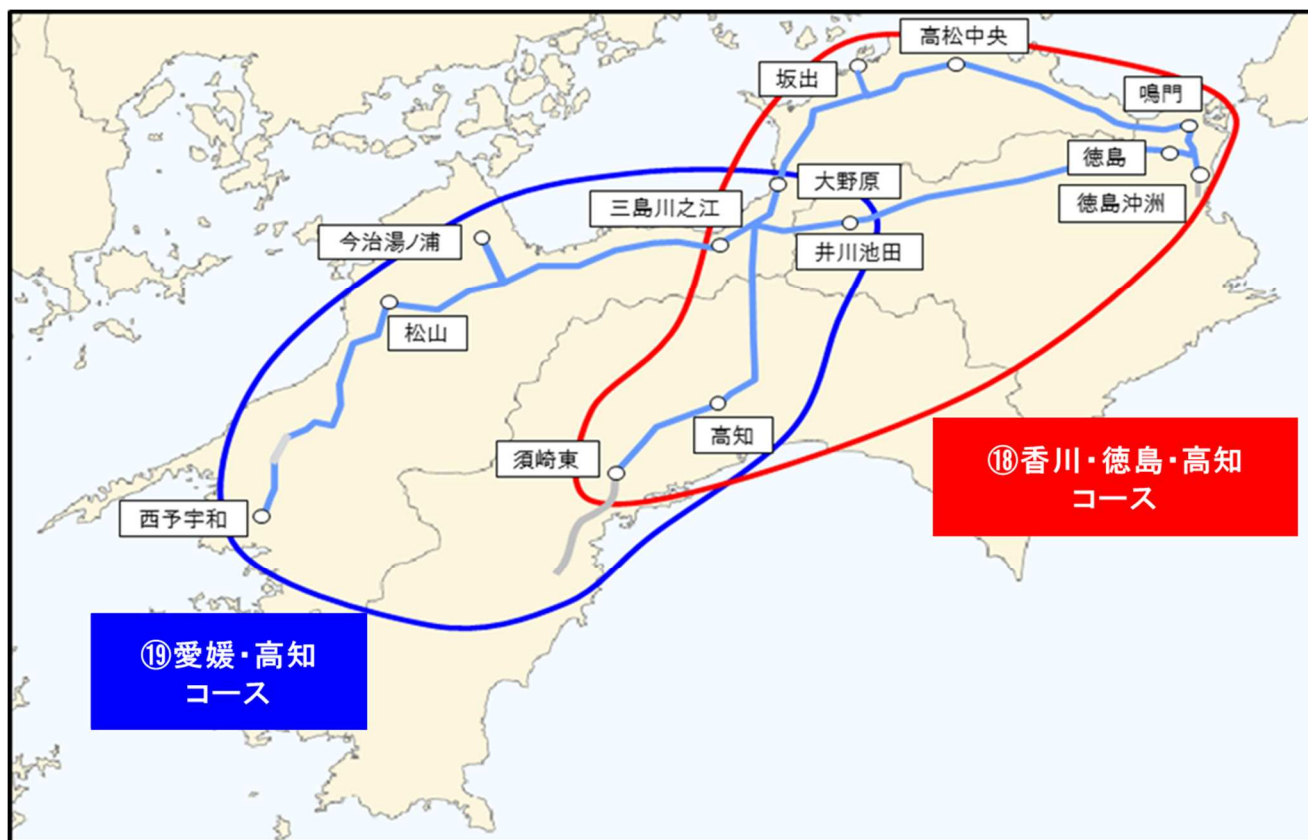 高松中央
坂出
鳴門
徳島
大野原
徳島沖洲
三島川之江
今治湯ノ浦
井川池田
松山
高知
須崎東
⑱香川・徳島・高知
コース
西予宇和
⑲愛媛・高知
コース